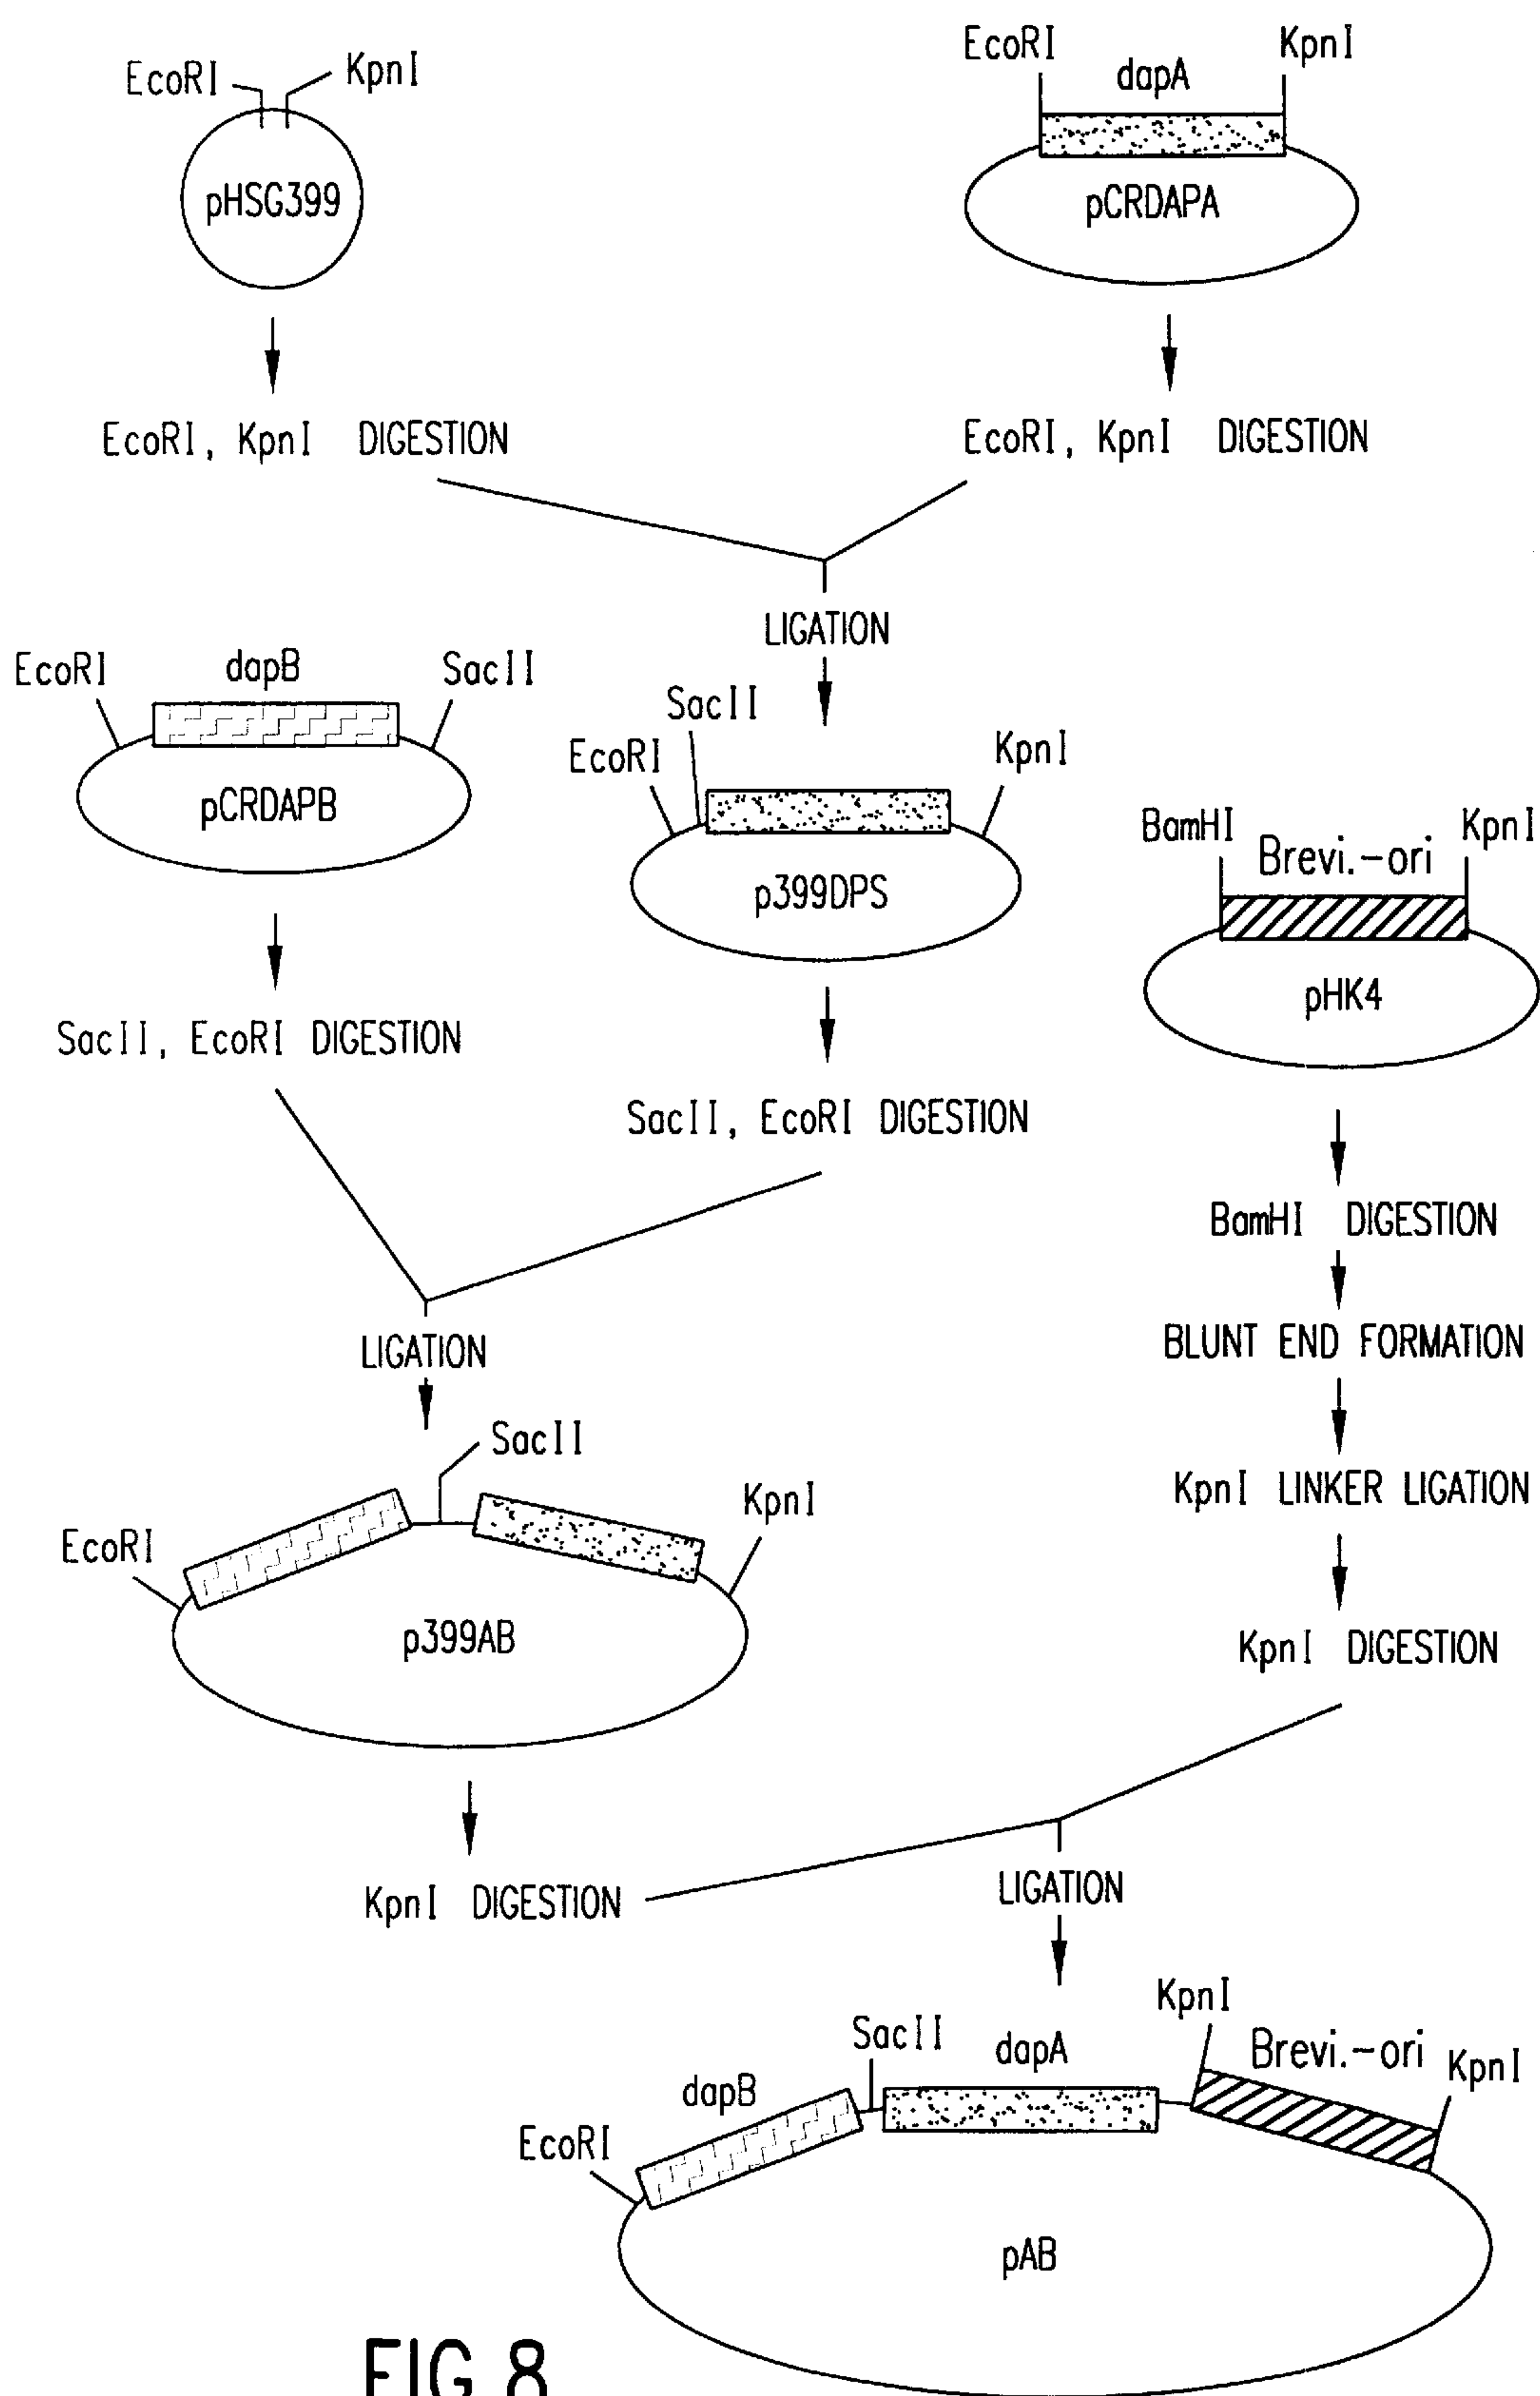 EcoRI
KpnI
pHSG399
EcoRI
dapA
KpnI
pCRDAPA
EcoRI, KpnI DIGESTION
EcoRI, KpnI DIGESTION
LIGATION
EcoRI
dapB
SacII
pCRDAPB
SacII
EcoRI
KpnI
p399DPS
BamHI
Brevi.-ori
KpnI
pHK4
SacII, EcoRI DIGESTION
SacII, EcoRI DIGESTION
BamHI DIGESTION
BLUNT END FORMATION
KpnI LINKER LIGATION
KpnI DIGESTION
LIGATION
SacII
EcoRI
KpnI
p399AB
KpnI DIGESTION
LIGATION
EcoRI
dapB
SacII
dapA
KpnI
Brevi.-ori
KpnI
pAB
FIG.8